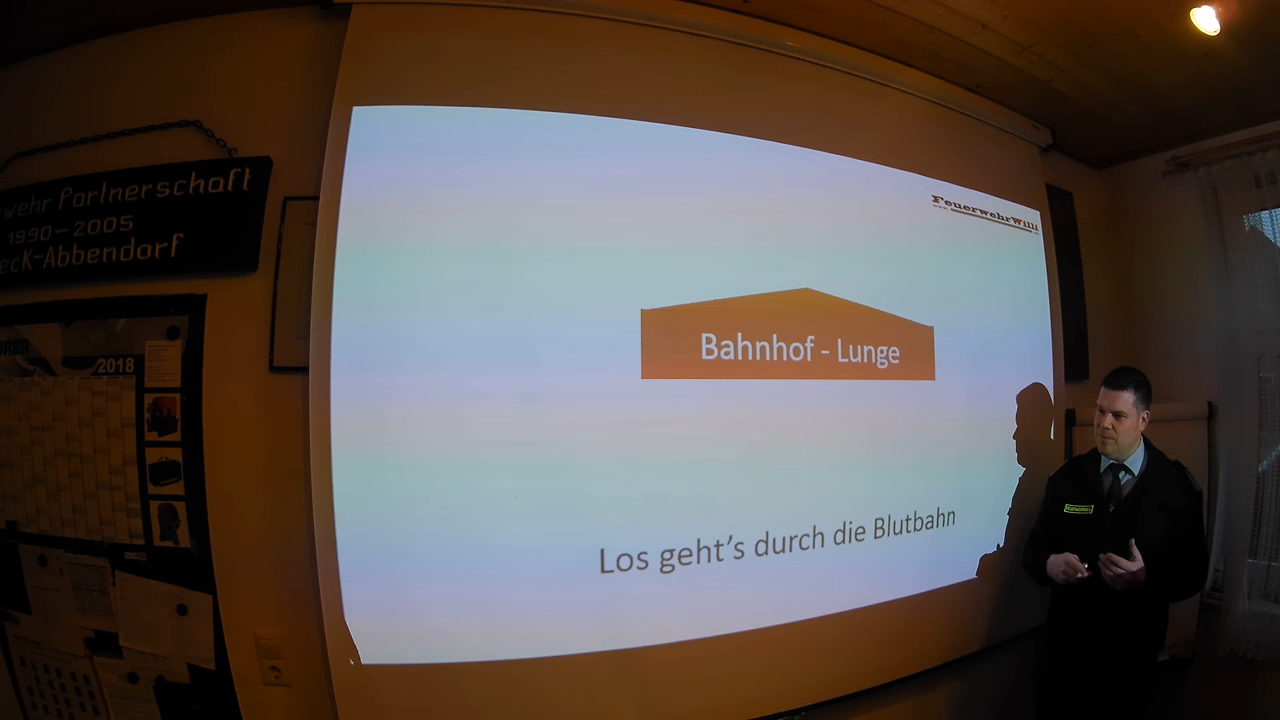 wehr Partnerschaft
1990-2005
eck-Abbendorf
2018
FeuerwehrWilli
Bahnhof - Lunge
Los geht's durch die Blutbahn